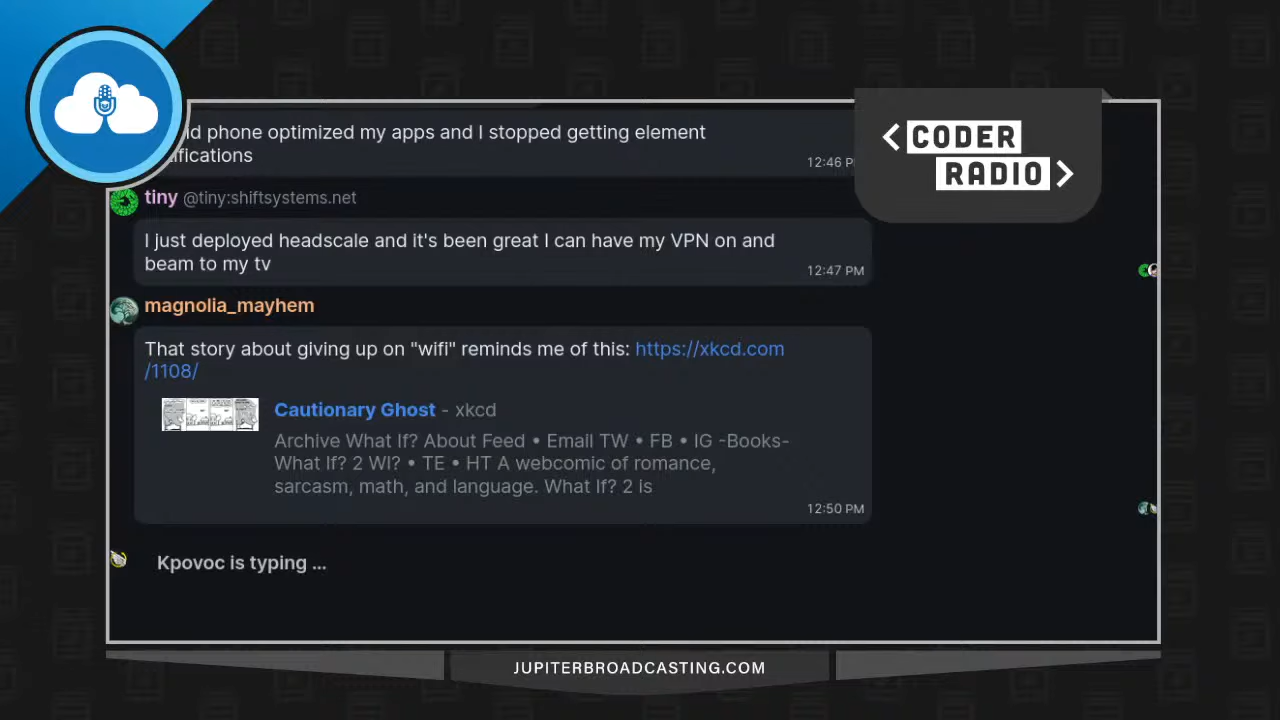 phone optimized my apps and I stopped getting element
12:46
< CODER
RADIO >
tiny @tiny:shiftsystems.net
I just deployed headscale and it's been great I can have my VPN on and
beam to my tv
12:47 PM
magnolia_mayhem
That story about giving up on "wifi" reminds me of this: https://xkcd.com
/1108/
Cautionary Ghost - xkcd
Archive What If? About Feed • Email TW • FB • IG -Books-
What If? 2 WI? • TE • HT A webcomic of romance,
sarcasm, math, and language. What If? 2 is
12:50 PM
Kpovoc is typing ...
JUPITERBROADCASTING.COM